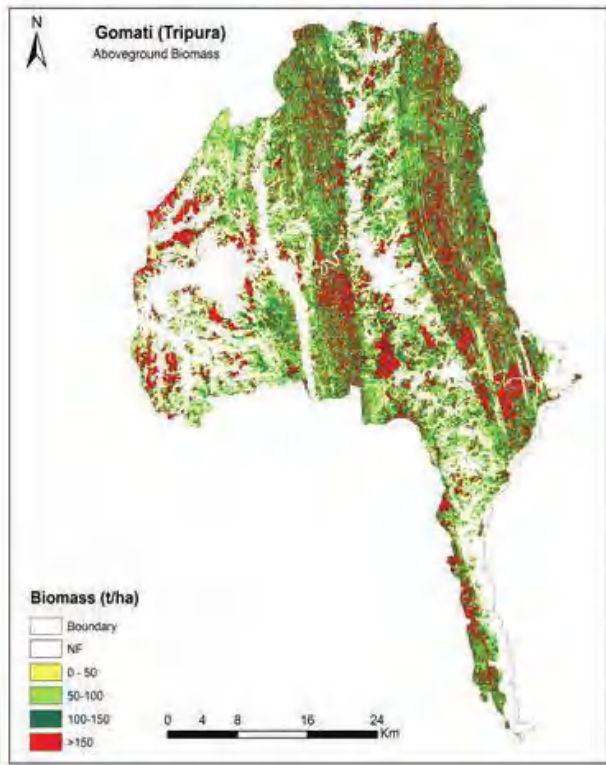 N
Gomati (Tripura)
Aboveground Biomass
Biomass (t/ha)
Boundary
NF
0 - 50
50-100
100-150
>150
0 4 8 16 24
Km